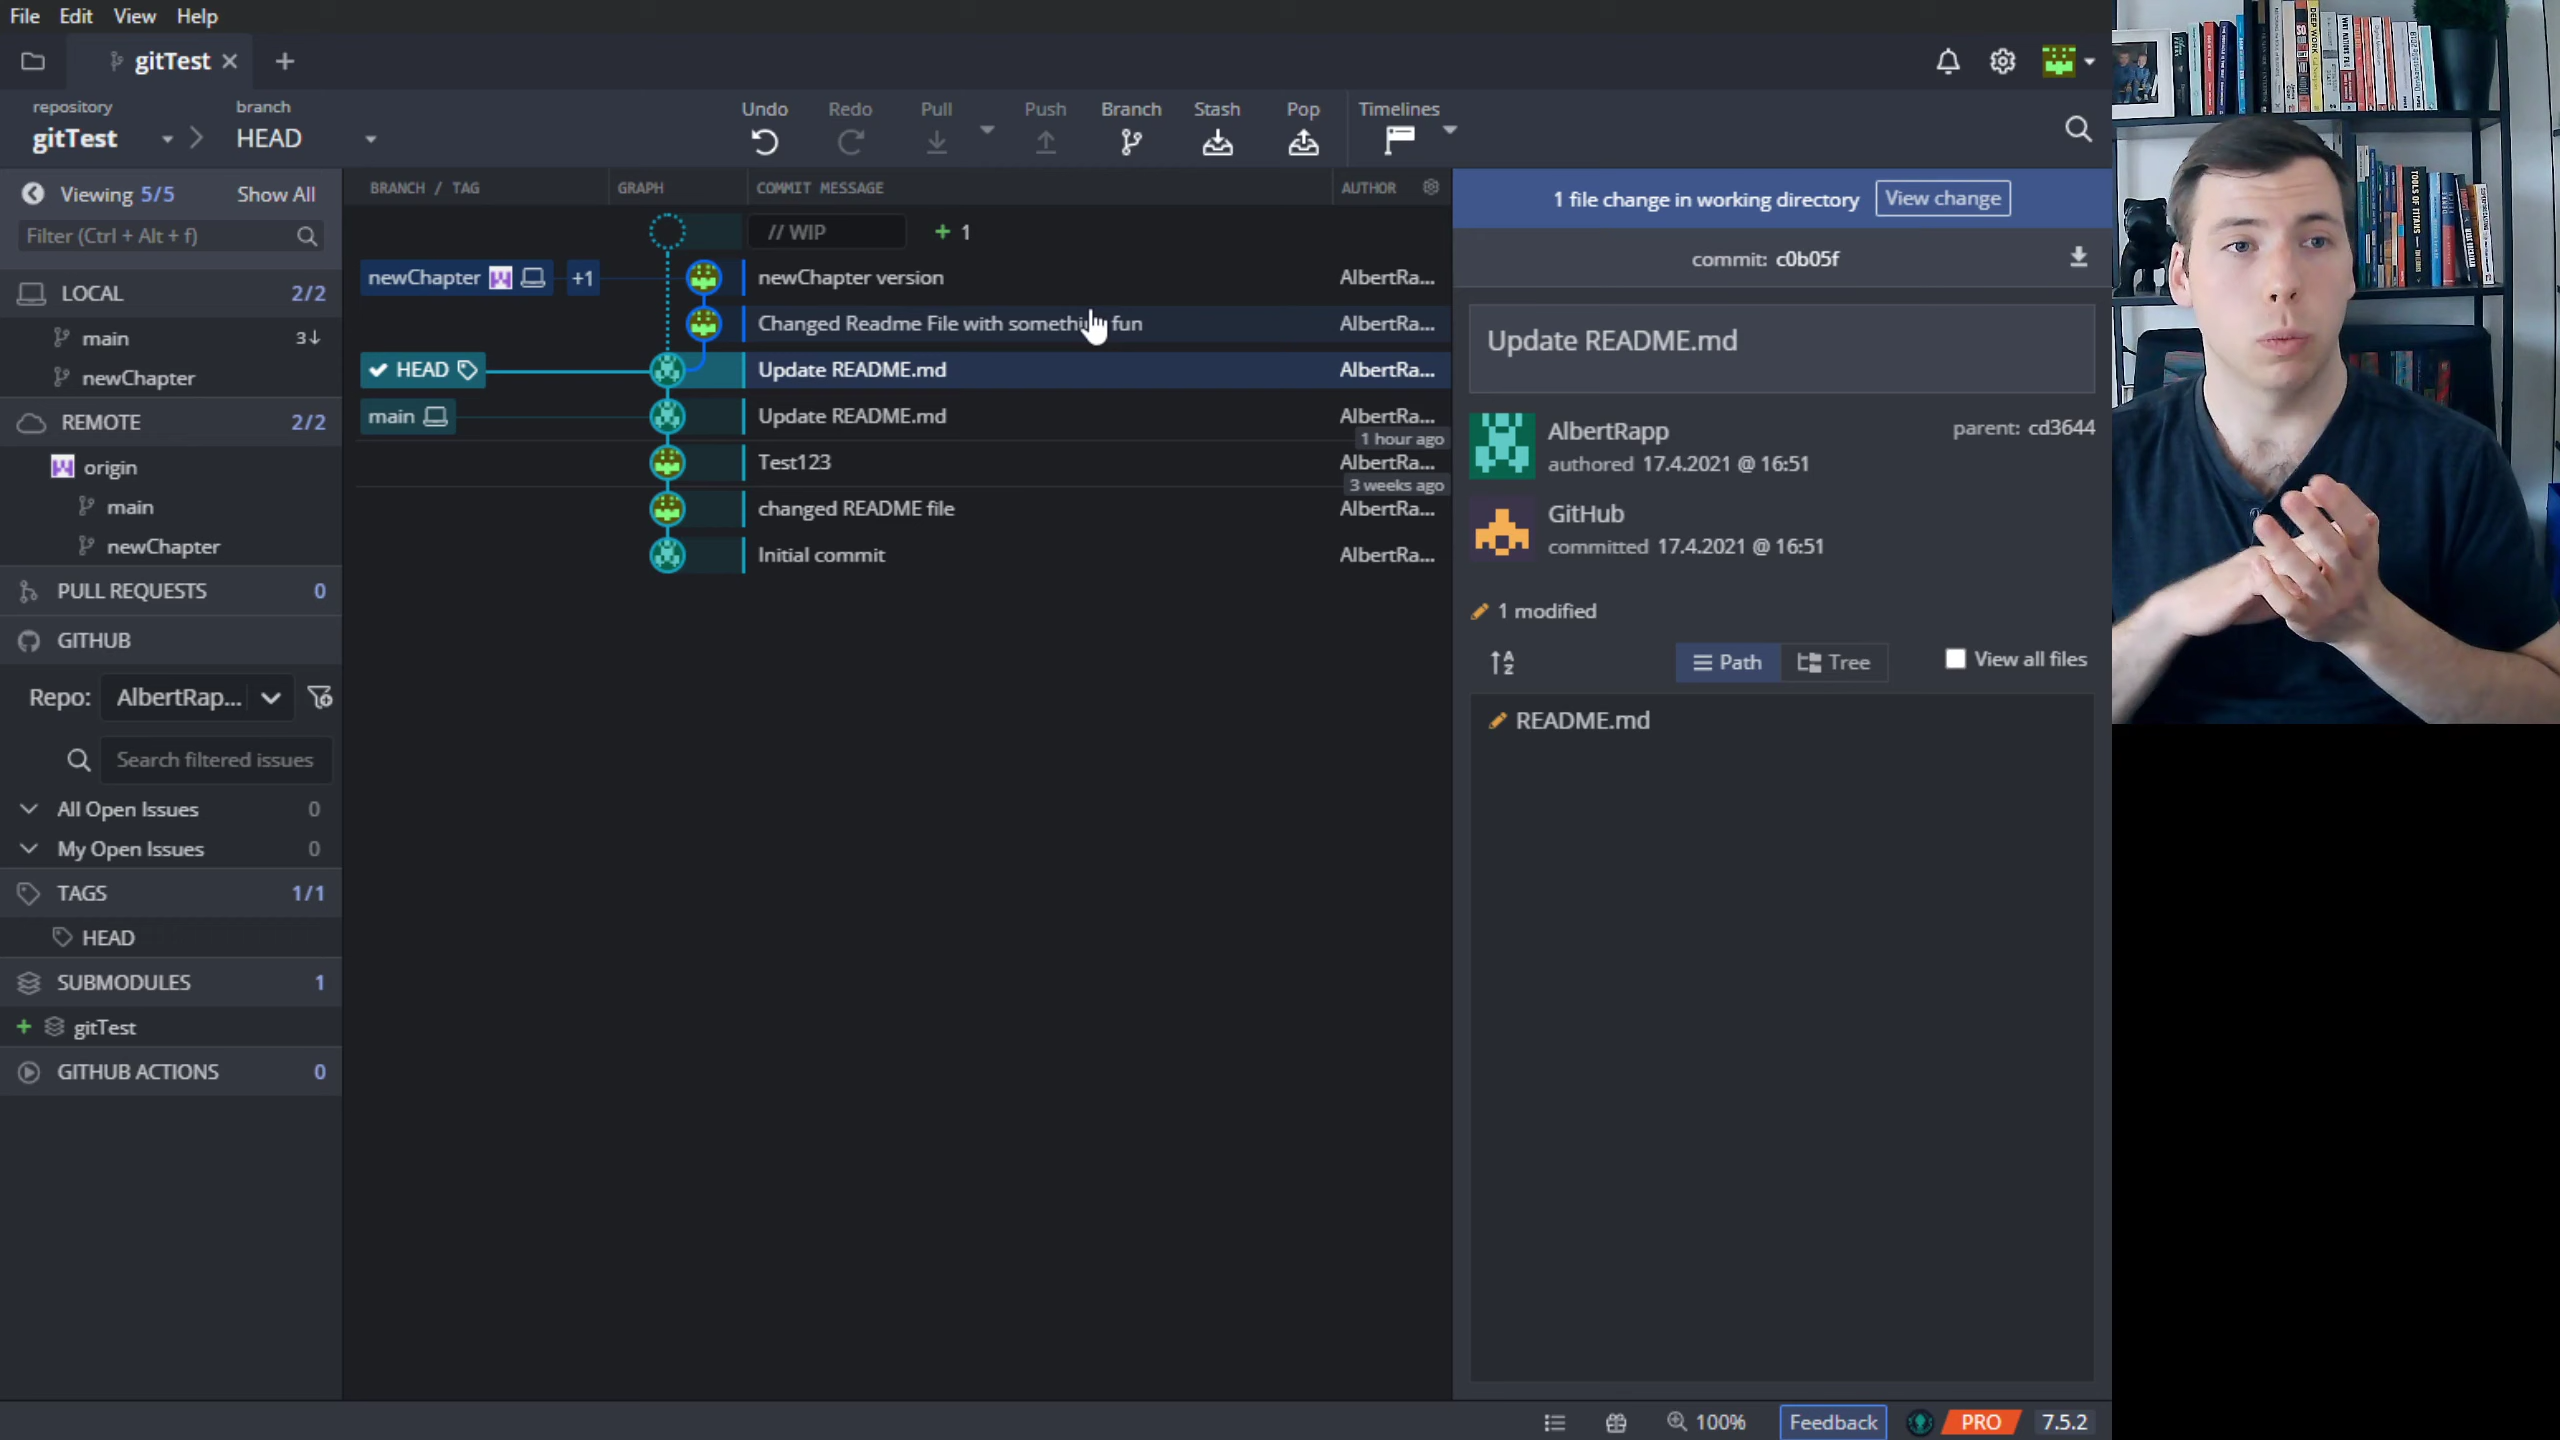 File Edit View Help
gitTest
repository
gitTest
branch
HEAD
Undo
Redo
Pull
Push
Branch
Stash
Pop
Timelines
Viewing 5/5 Show All
Filter (Ctrl + Alt + f)
LOCAL 2/2
main 3↓
newChapter
REMOTE 2/2
origin
main
newChapter
PULL REQUESTS 0
GITHUB
Repo: AlbertRap...
Search filtered issues
All Open Issues 0
My Open Issues 0
TAGS 1/1
HEAD
SUBMODULES 1
+ gitTest
GITHUB ACTIONS 0
BRANCH / TAG GRAPH COMMIT MESSAGE AUTHOR
// WIP + 1
newChapter +1 newChapter version AlbertRa...
Changed Readme File with somethi fun AlbertRa...
HEAD Update README.md AlbertRa...
main Update README.md AlbertRa...
1 hour ago
Test123 AlbertRa...
3 weeks ago
changed README file AlbertRa...
Initial commit AlbertRa...
1 file change in working directory View change
commit: c0b05f
Update README.md
AlbertRapp parent: cd3644
authored 17.4.2021 @ 16:51
GitHub
committed 17.4.2021 @ 16:51
1 modified
Path Tree View all files
README.md
100% Feedback PRO 7.5.2
DEEP WORK
TOOLS OF TITANS